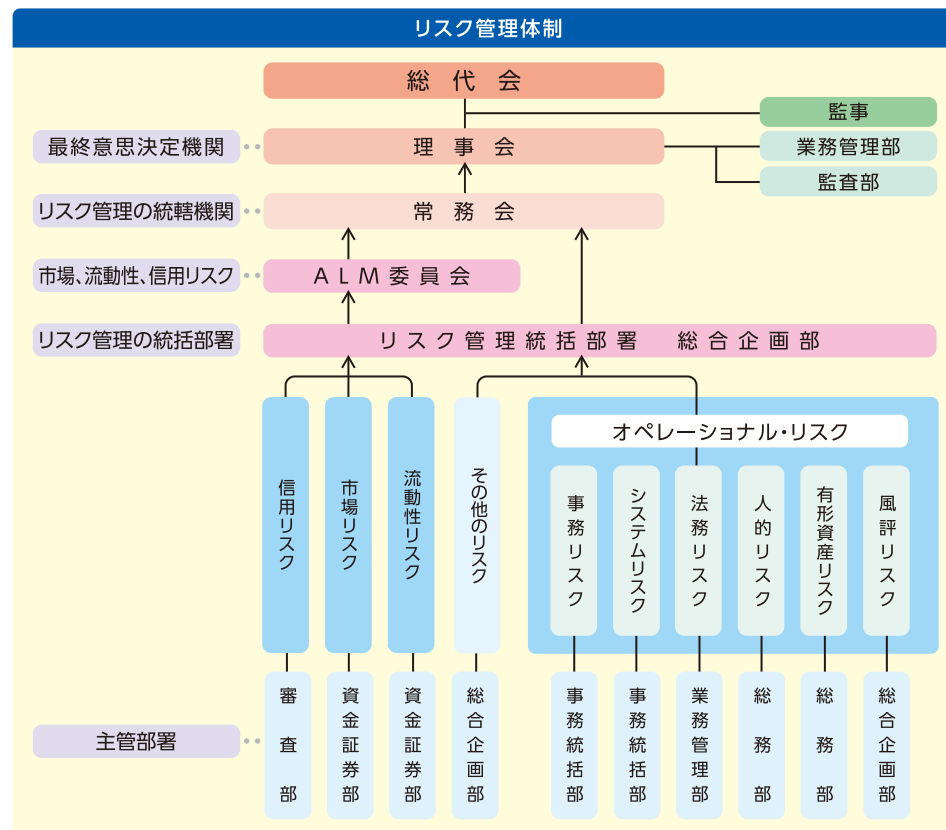 リスク管理体制
総代会
監事
最終意思決定機関
理事会
業務管理部
監査部
リスク管理の統轄機関
常務会
市場、流動性、信用リスク
ALM委員会
リスク管理の統括部署
リスク管理統括部署 総合企画部
オペレーショナル・リスク
信用リスク
市場リスク
流動性リスク
その他のリスク
事務リスク
システムリスク
法務リスク
人的リスク
有形資産リスク
風評リスク
主管部署
審査部
資金証券部
資金証券部
総合企画部
事務統括部
事務統括部
業務管理部
総務部
総務部
総合企画部